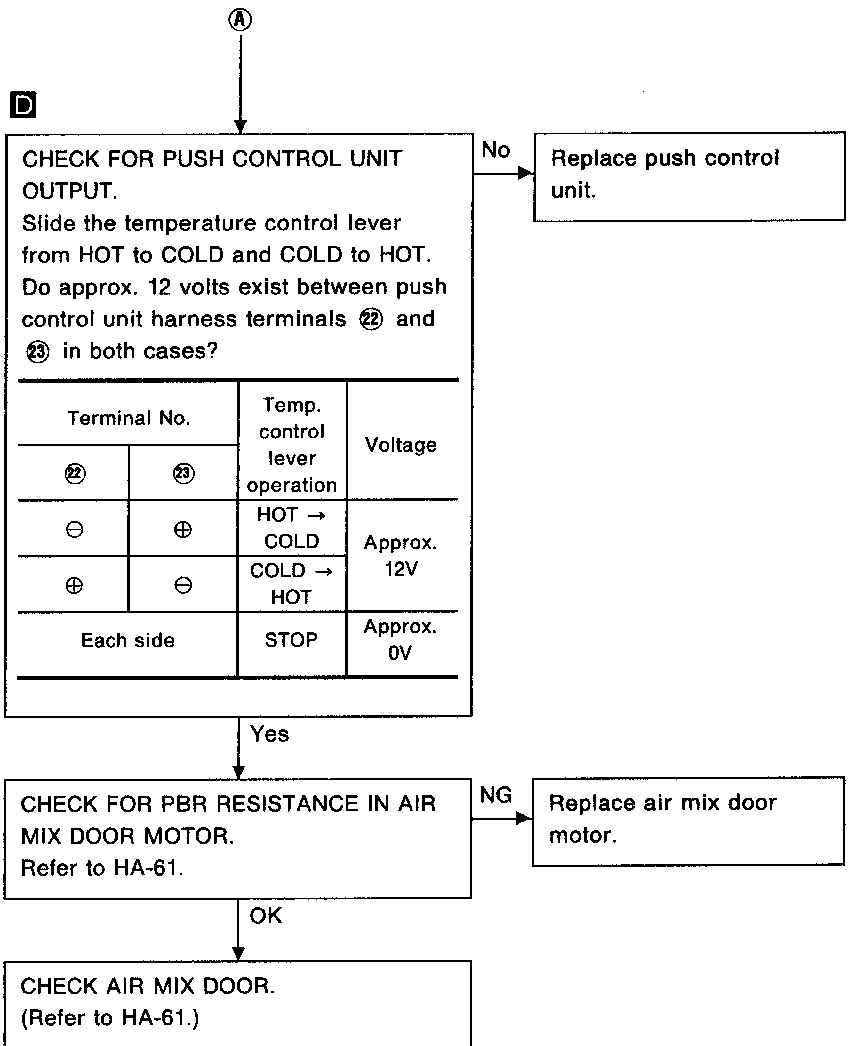 Ⓐ
D
CHECK FOR PUSH CONTROL UNIT
OUTPUT.
Slide the temperature control lever
from HOT to COLD and COLD to HOT.
Do approx. 12 volts exist between push
control unit harness terminals ㉒ and
㉓ in both cases?
No
Replace push control
unit.
Terminal No.
Temp.
control
lever
operation
Voltage
㉒ ㉓
⊖ ⊕
HOT →
COLD
Approx.
12V
⊕ ⊖
COLD →
HOT
Each side
STOP
Approx.
0V
Yes
CHECK FOR PBR RESISTANCE IN AIR
MIX DOOR MOTOR.
Refer to HA-61.
NG
Replace air mix door
motor.
OK
CHECK AIR MIX DOOR.
(Refer to HA-61.)